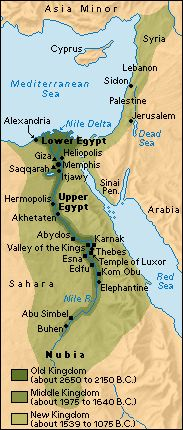 Asia Minor
Syria
Cyprus
Lebanon
Mediterranean
Sea
Sidon
Palestine
Alexandria
Nile Delta
Jerusalem
Dead
Sea
Lower Egypt
Giza
Heliopolis
Memphis
Saqqarah
Itjawy
Sinai
Pen.
Hermopolis
Upper
Egypt
Arabia
Akhetaten
Abydos
Karnak
Valley of the Kings
Thebes
Esna
Temple of Luxor
Edfu
Kom Obu
Sahara
Nile R.
Elephantine
Red
Sea
Abu Simbel
Buhen
Nubia
Old Kingdom
(about 2650 to 2150 B.C.)
Middle Kingdom
(about 1975 to 1640 B.C.)
New Kingdom
(about 1539 to 1075 B.C.)